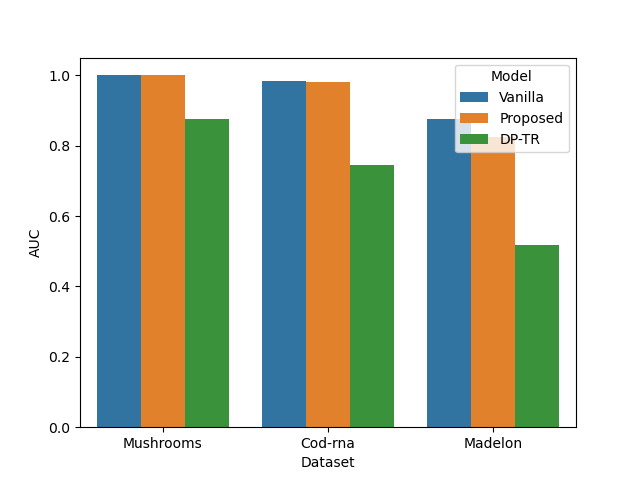 1.0
0.8
0.6
0.4
0.2
0.0
AUC
Model
Vanilla
Proposed
DP-TR
Mushrooms
Cod-rna
Madelon
Dataset